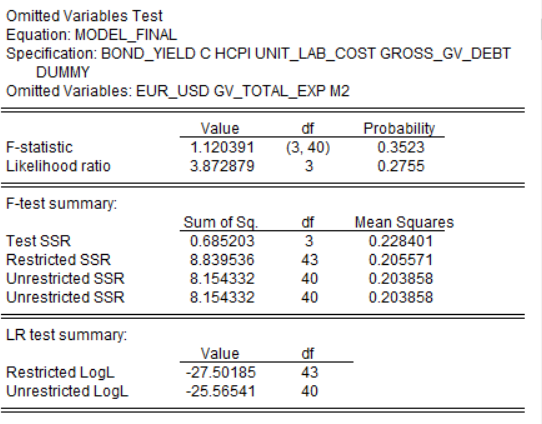 Omitted Variables Test
Equation: MODEL_FINAL
Specification: BOND_YIELD C HCPI UNIT_LAB_COST GROSS_GV_DEBT
DUMMY
Omitted Variables: EUR_USD GV_TOTAL_EXP M2
Value df Probability
F-statistic 1.120391 (3, 40) 0.3523
Likelihood ratio 3.872879 3 0.2755
F-test summary:
Sum of Sq. df Mean Squares
Test SSR 0.685203 3 0.228401
Restricted SSR 8.839536 43 0.205571
Unrestricted SSR 8.154332 40 0.203858
Unrestricted SSR 8.154332 40 0.203858
LR test summary:
Value df
Restricted LogL -27.50185 43
Unrestricted LogL -25.56541 40